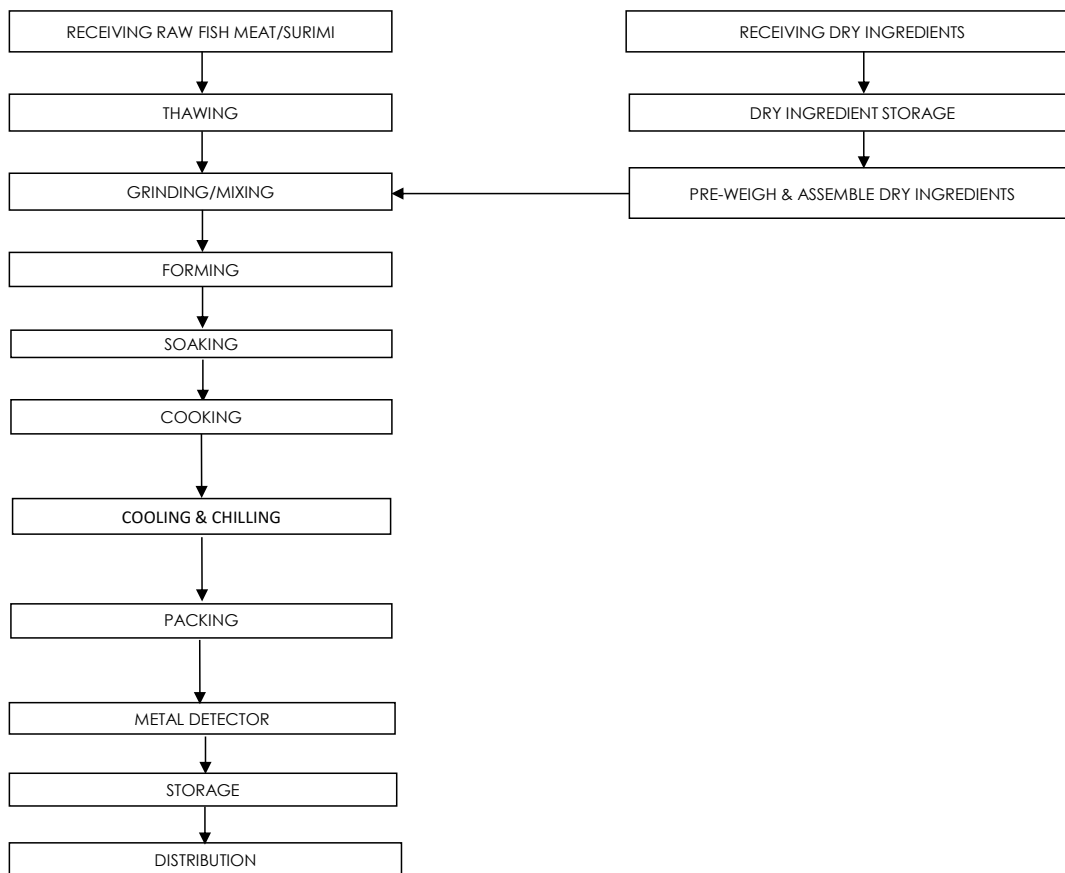 RECEIVING RAW FISH MEAT/SURIMI
THAWING
GRINDING/MIXING
FORMING
SOAKING
COOKING
COOLING & CHILLING
PACKING
METAL DETECTOR
STORAGE
DISTRIBUTION
RECEIVING DRY INGREDIENTS
DRY INGREDIENT STORAGE
PRE-WEIGH & ASSEMBLE DRY INGREDIENTS